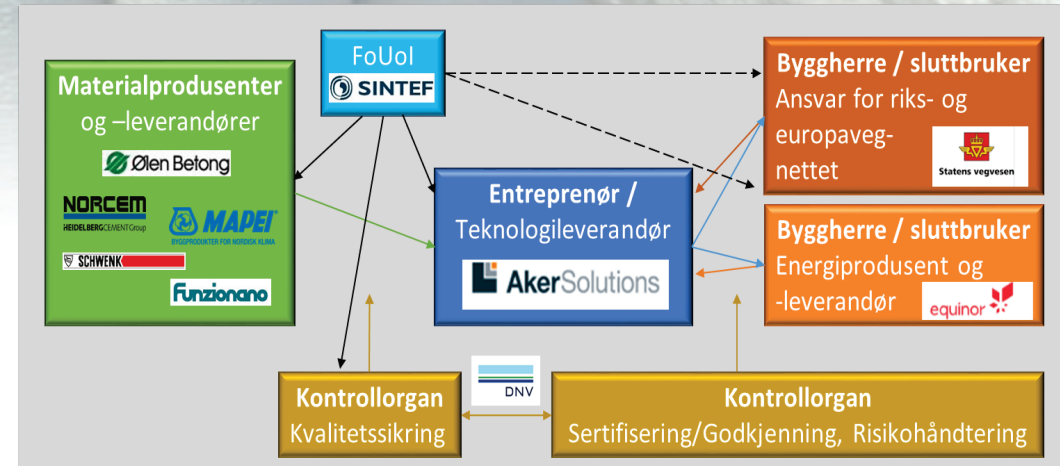 Materialprodusenter
og –leverandører
Ølen Betong
NORCEM
HEIDELBERGCEMENTGroup
MAPEI
BYGGPRODUKTER FOR NORDISK KLIMA
SCHWENK
Funzionano
FoUoI
SINTEF
Entreprenør /
Teknologileverandør
AkerSolutions
Byggherre / sluttbruker
Ansvar for riks- og
europaveg-
nettet
Statens vegvesen
Byggherre / sluttbruker
Energiprodusent og
-leverandør
equinor
Kontrollorgan
Kvalitetssikring
DNV
Kontrollorgan
Sertifisering/Godkjenning, Risikohåndtering